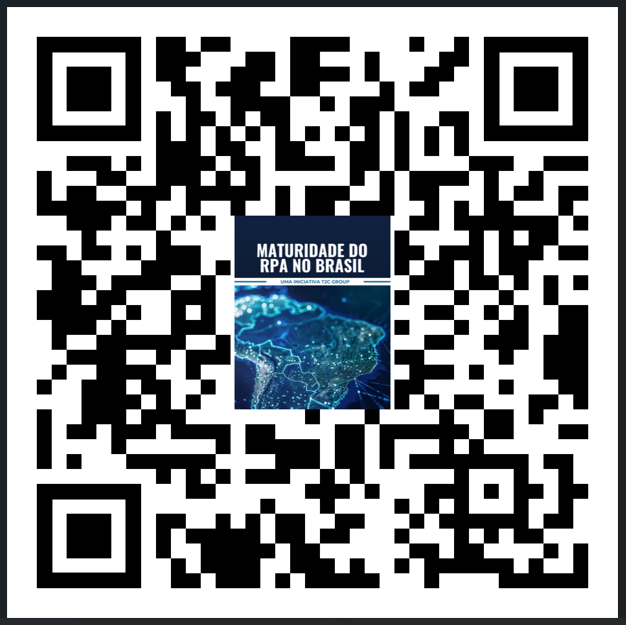 MATURIDADE DO
RPA NO BRASIL
UMA INICIATIVA T2C GROUP